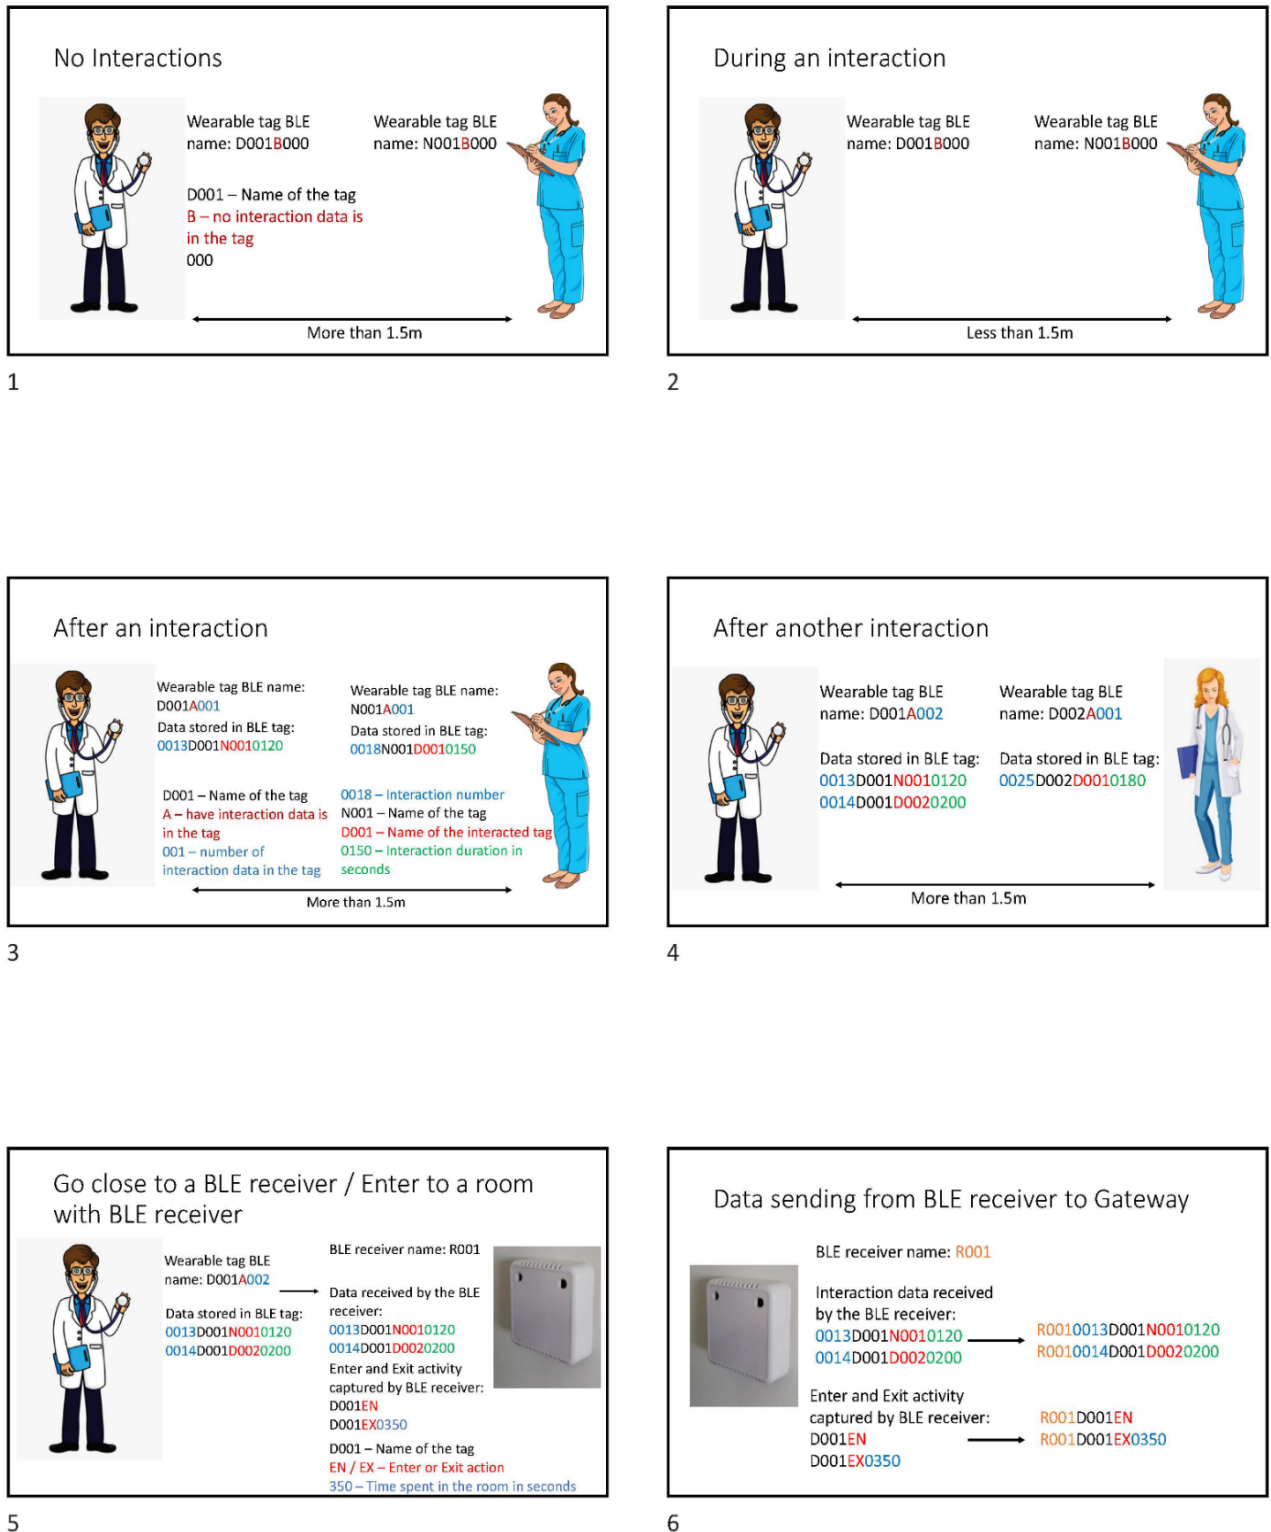 No Interactions
Wearable tag BLE
name: D001B000
Wearable tag BLE
name: N001B000
D001 – Name of the tag
B – no interaction data is
in the tag
000
More than 1.5m
1
During an interaction
Wearable tag BLE
name: D001B000
Wearable tag BLE
name: N001B000
Less than 1.5m
2
After an interaction
Wearable tag BLE name:
D001A001
Data stored in BLE tag:
0013D001N0010120
Wearable tag BLE name:
N001A001
Data stored in BLE tag:
0018N001D0010150
D001 – Name of the tag
A – have interaction data is
in the tag
001 – number of
interaction data in the tag
0018 – Interaction number
N001 – Name of the tag
D001 – Name of the interacted tag
0150 – Interaction duration in
seconds
More than 1.5m
3
After another interaction
Wearable tag BLE
name: D001A002
Data stored in BLE tag:
0013D001N0010120
0014D001D0020200
Wearable tag BLE
name: D002A001
Data stored in BLE tag:
0025D002D0010180
More than 1.5m
4
Go close to a BLE receiver / Enter to a room
with BLE receiver
Wearable tag BLE
name: D001A002
Data stored in BLE tag:
0013D001N0010120
0014D001D0020200
BLE receiver name: R001
Data received by the BLE
receiver:
0013D001N0010120
0014D001D0020200
Enter and Exit activity
captured by BLE receiver:
D001EN
D001EX0350
D001 – Name of the tag
EN / EX – Enter or Exit action
350 – Time spent in the room in seconds
5
Data sending from BLE receiver to Gateway
BLE receiver name: R001
Interaction data received
by the BLE receiver:
0013D001N0010120
0014D001D0020200
R0010013D001N0010120
R0010014D001D0020200
Enter and Exit activity
captured by BLE receiver:
D001EN
D001EX0350
R001D001EN
R001D001EX0350
6